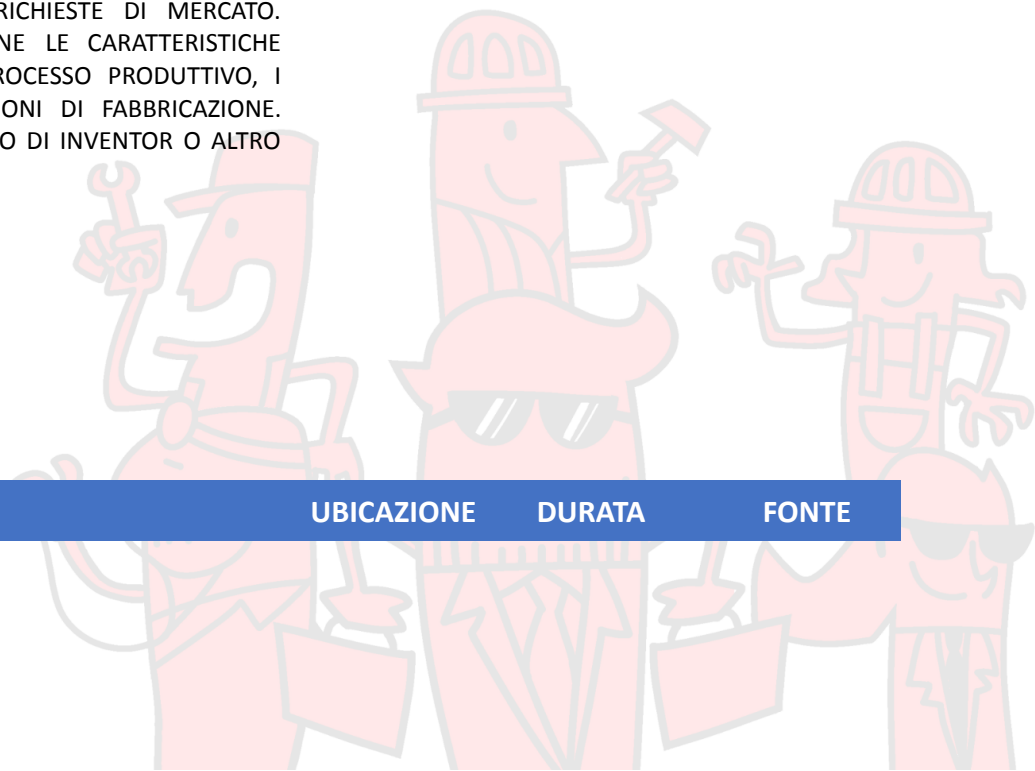 RICHIESTE DI MERCATO.
NE LE CARATTERISTICHE
ROCESSO PRODUTTIVO, I
ONI DI FABBRICAZIONE.
O DI INVENTOR O ALTRO
UBICAZIONE DURATA FONTE